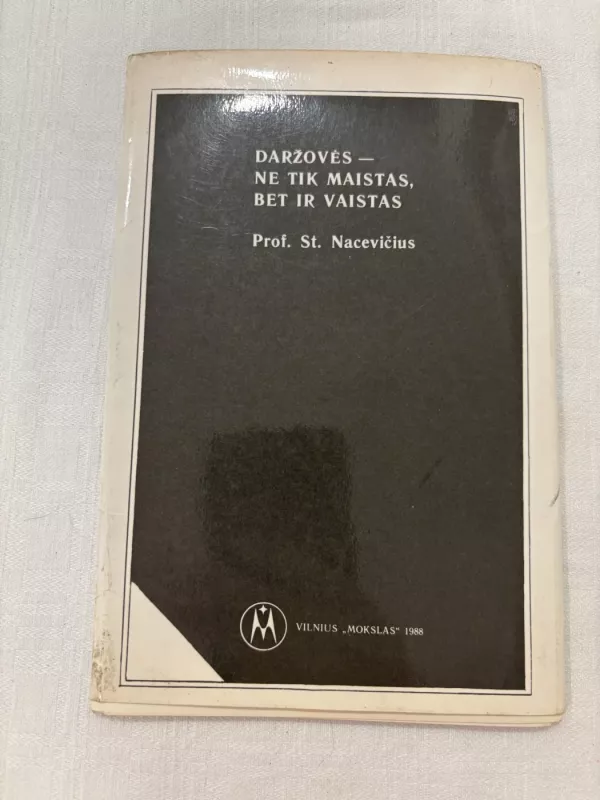 DARŽOVĖS —
NE TIK MAISTAS,
BET IR VAISTAS
Prof. St. Nacevičius
VILNIUS „MOKSLAS“ 1988